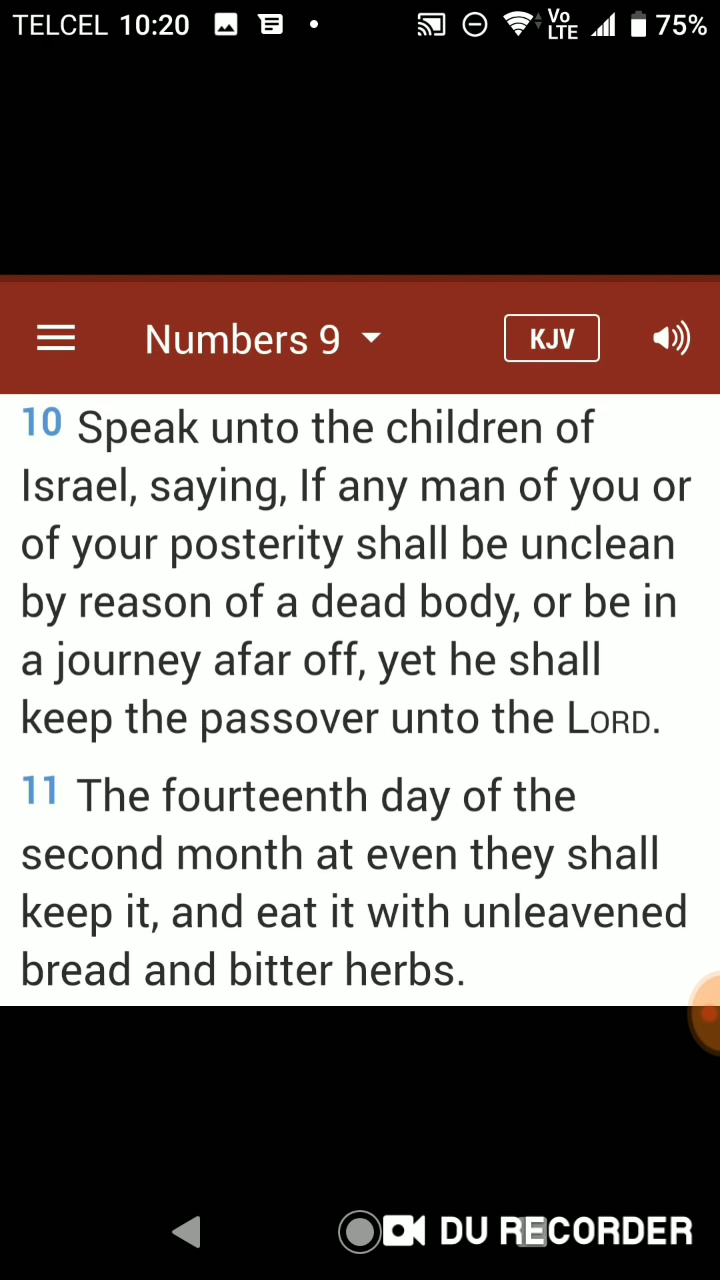 TELCEL 10:20
Vo
LTE
75%
Numbers 9
KJV
10 Speak unto the children of
Israel, saying, If any man of you or
of your posterity shall be unclean
by reason of a dead body, or be in
a journey afar off, yet he shall
keep the passover unto the LORD.
11 The fourteenth day of the
second month at even they shall
keep it, and eat it with unleavened
bread and bitter herbs.
DU RECORDER